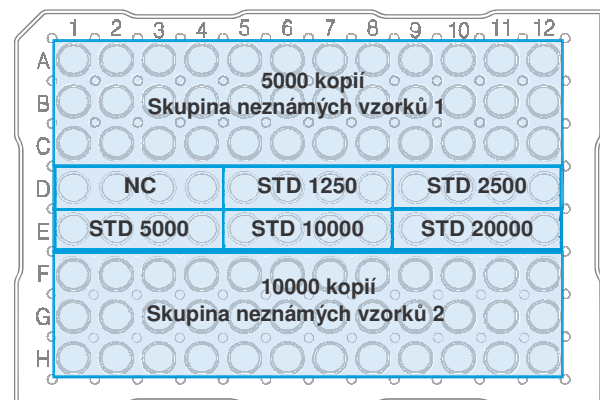 1 2 3 4 5 6 7 8 9 10 11 12
A
5000 kopií
B
Skupina neznámých vzorků 1
C
D NC STD 1250 STD 2500
E STD 5000 STD 10000 STD 20000
F
10000 kopií
G
Skupina neznámých vzorků 2
H